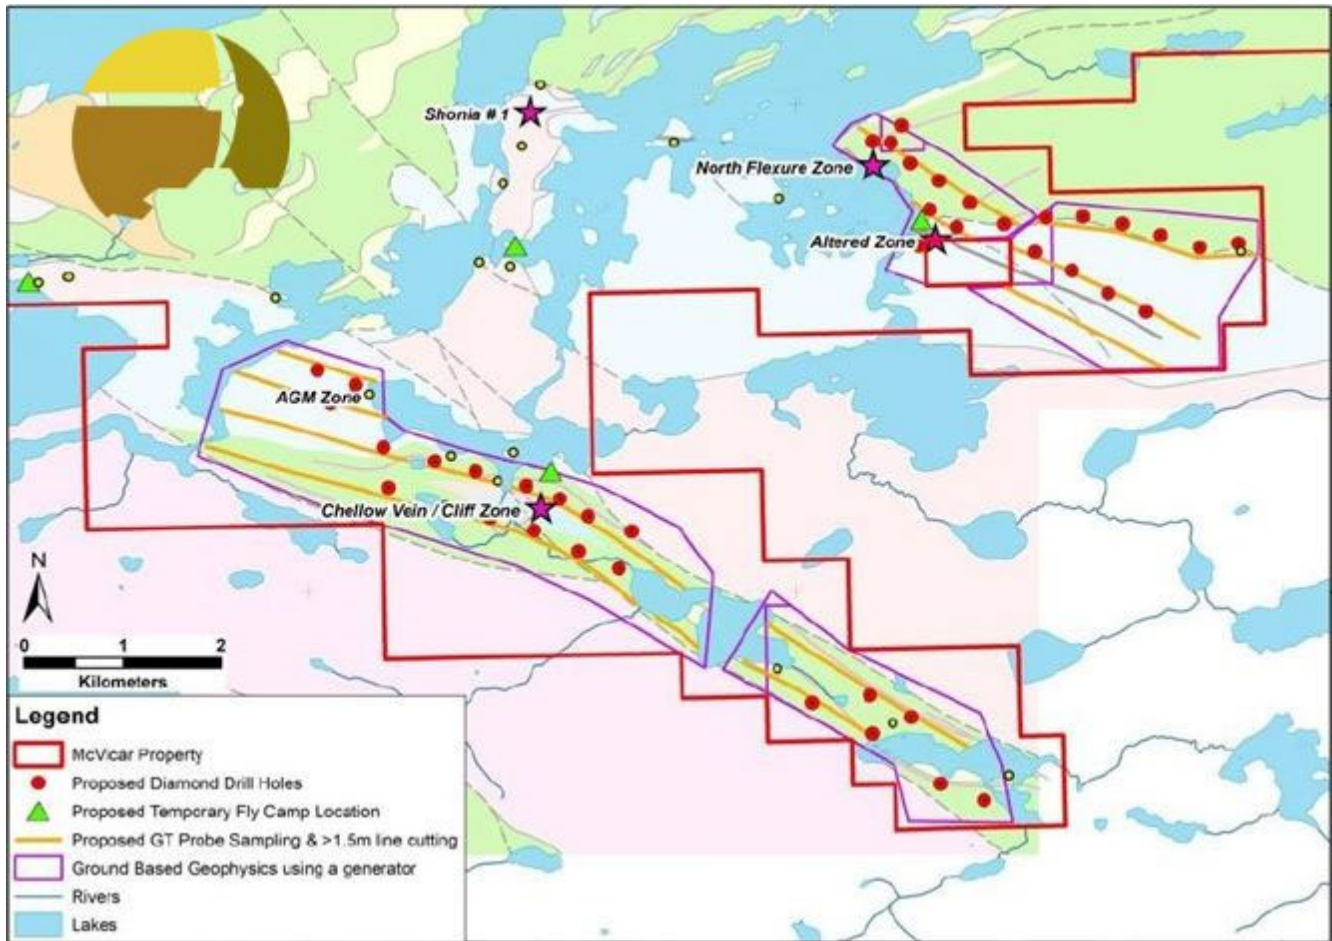 Shonia # 1
North Flexure Zone
Altered Zone
AGM Zone
Chellow Vein / Cliff Zone
N
0 1 2
Kilometers
Legend
McVicar Property
Proposed Diamond Drill Holes
Proposed Temporary Fly Camp Location
Proposed GT Probe Sampling & >1.5m line cutting
Ground Based Geophysics using a generator
Rivers
Lakes